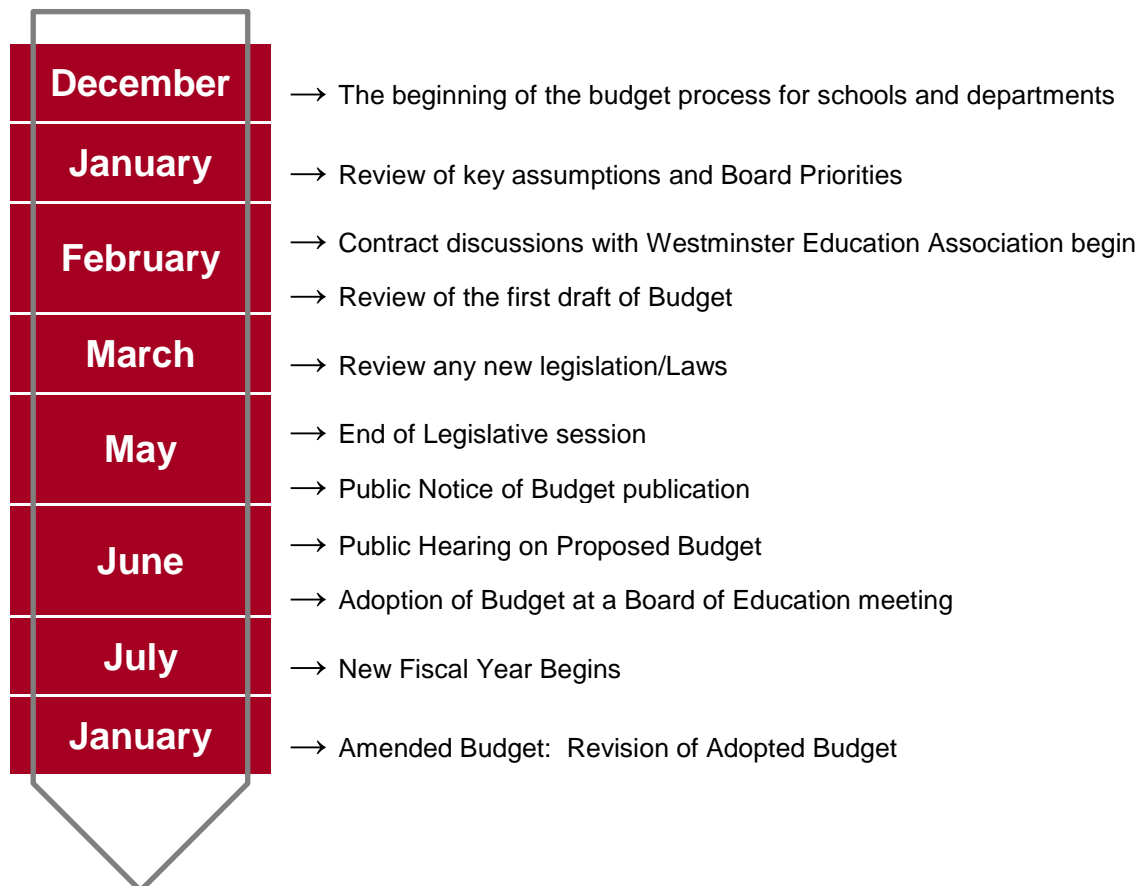 December
→ The beginning of the budget process for schools and departments
January
→ Review of key assumptions and Board Priorities
February
→ Contract discussions with Westminster Education Association begin
→ Review of the first draft of Budget
March
→ Review any new legislation/Laws
May
→ End of Legislative session
→ Public Notice of Budget publication
June
→ Public Hearing on Proposed Budget
→ Adoption of Budget at a Board of Education meeting
July
→ New Fiscal Year Begins
January
→ Amended Budget:  Revision of Adopted Budget